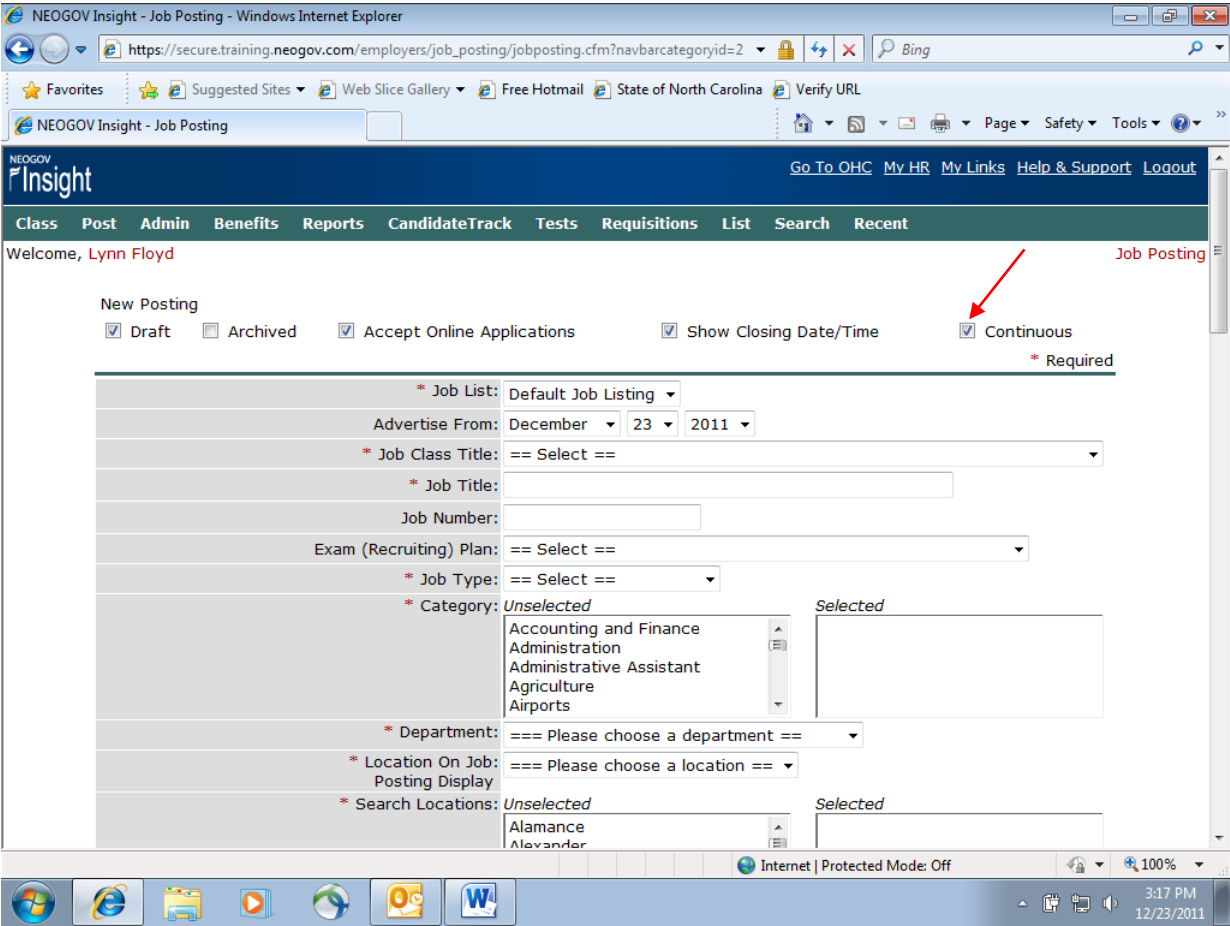 NEOGOV Insight - Job Posting - Windows Internet Explorer
https://secure.training.neogov.com/employers/job_posting/jobposting.cfm?navbarcategoryid=2
Bing
Favorites Suggested Sites Web Slice Gallery Free Hotmail State of North Carolina Verify URL
NEOGOV Insight - Job Posting
Page Safety Tools
NEOGOV
Insight
Go To OHC My HR My Links Help & Support Logout
Class Post Admin Benefits Reports CandidateTrack Tests Requisitions List Search Recent
Welcome, Lynn Floyd
Job Posting
New Posting
Draft Archived Accept Online Applications Show Closing Date/Time Continuous
* Required
* Job List: Default Job Listing
Advertise From: December 23 2011
* Job Class Title: == Select ==
* Job Title:
Job Number:
Exam (Recruiting) Plan: == Select ==
* Job Type: == Select ==
* Category: Unselected Selected
Accounting and Finance
Administration
Administrative Assistant
Agriculture
Airports
* Department: === Please choose a department ==
* Location On Job: === Please choose a location ==
Posting Display
* Search Locations: Unselected Selected
Alamance
Alexander
Internet | Protected Mode: Off 100%
3:17 PM
12/23/2011